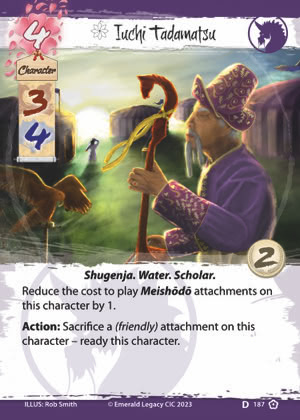 4
Iuchi Tadamatsu
Character
3
4
2
Shugenja. Water. Scholar.
Reduce the cost to play Meishōdō attachments on
this character by 1.
Action: Sacrifice a (friendly) attachment on this
character – ready this character.
ILLUS: Rob Smith © Emerald Legacy CIC 2023 D 187